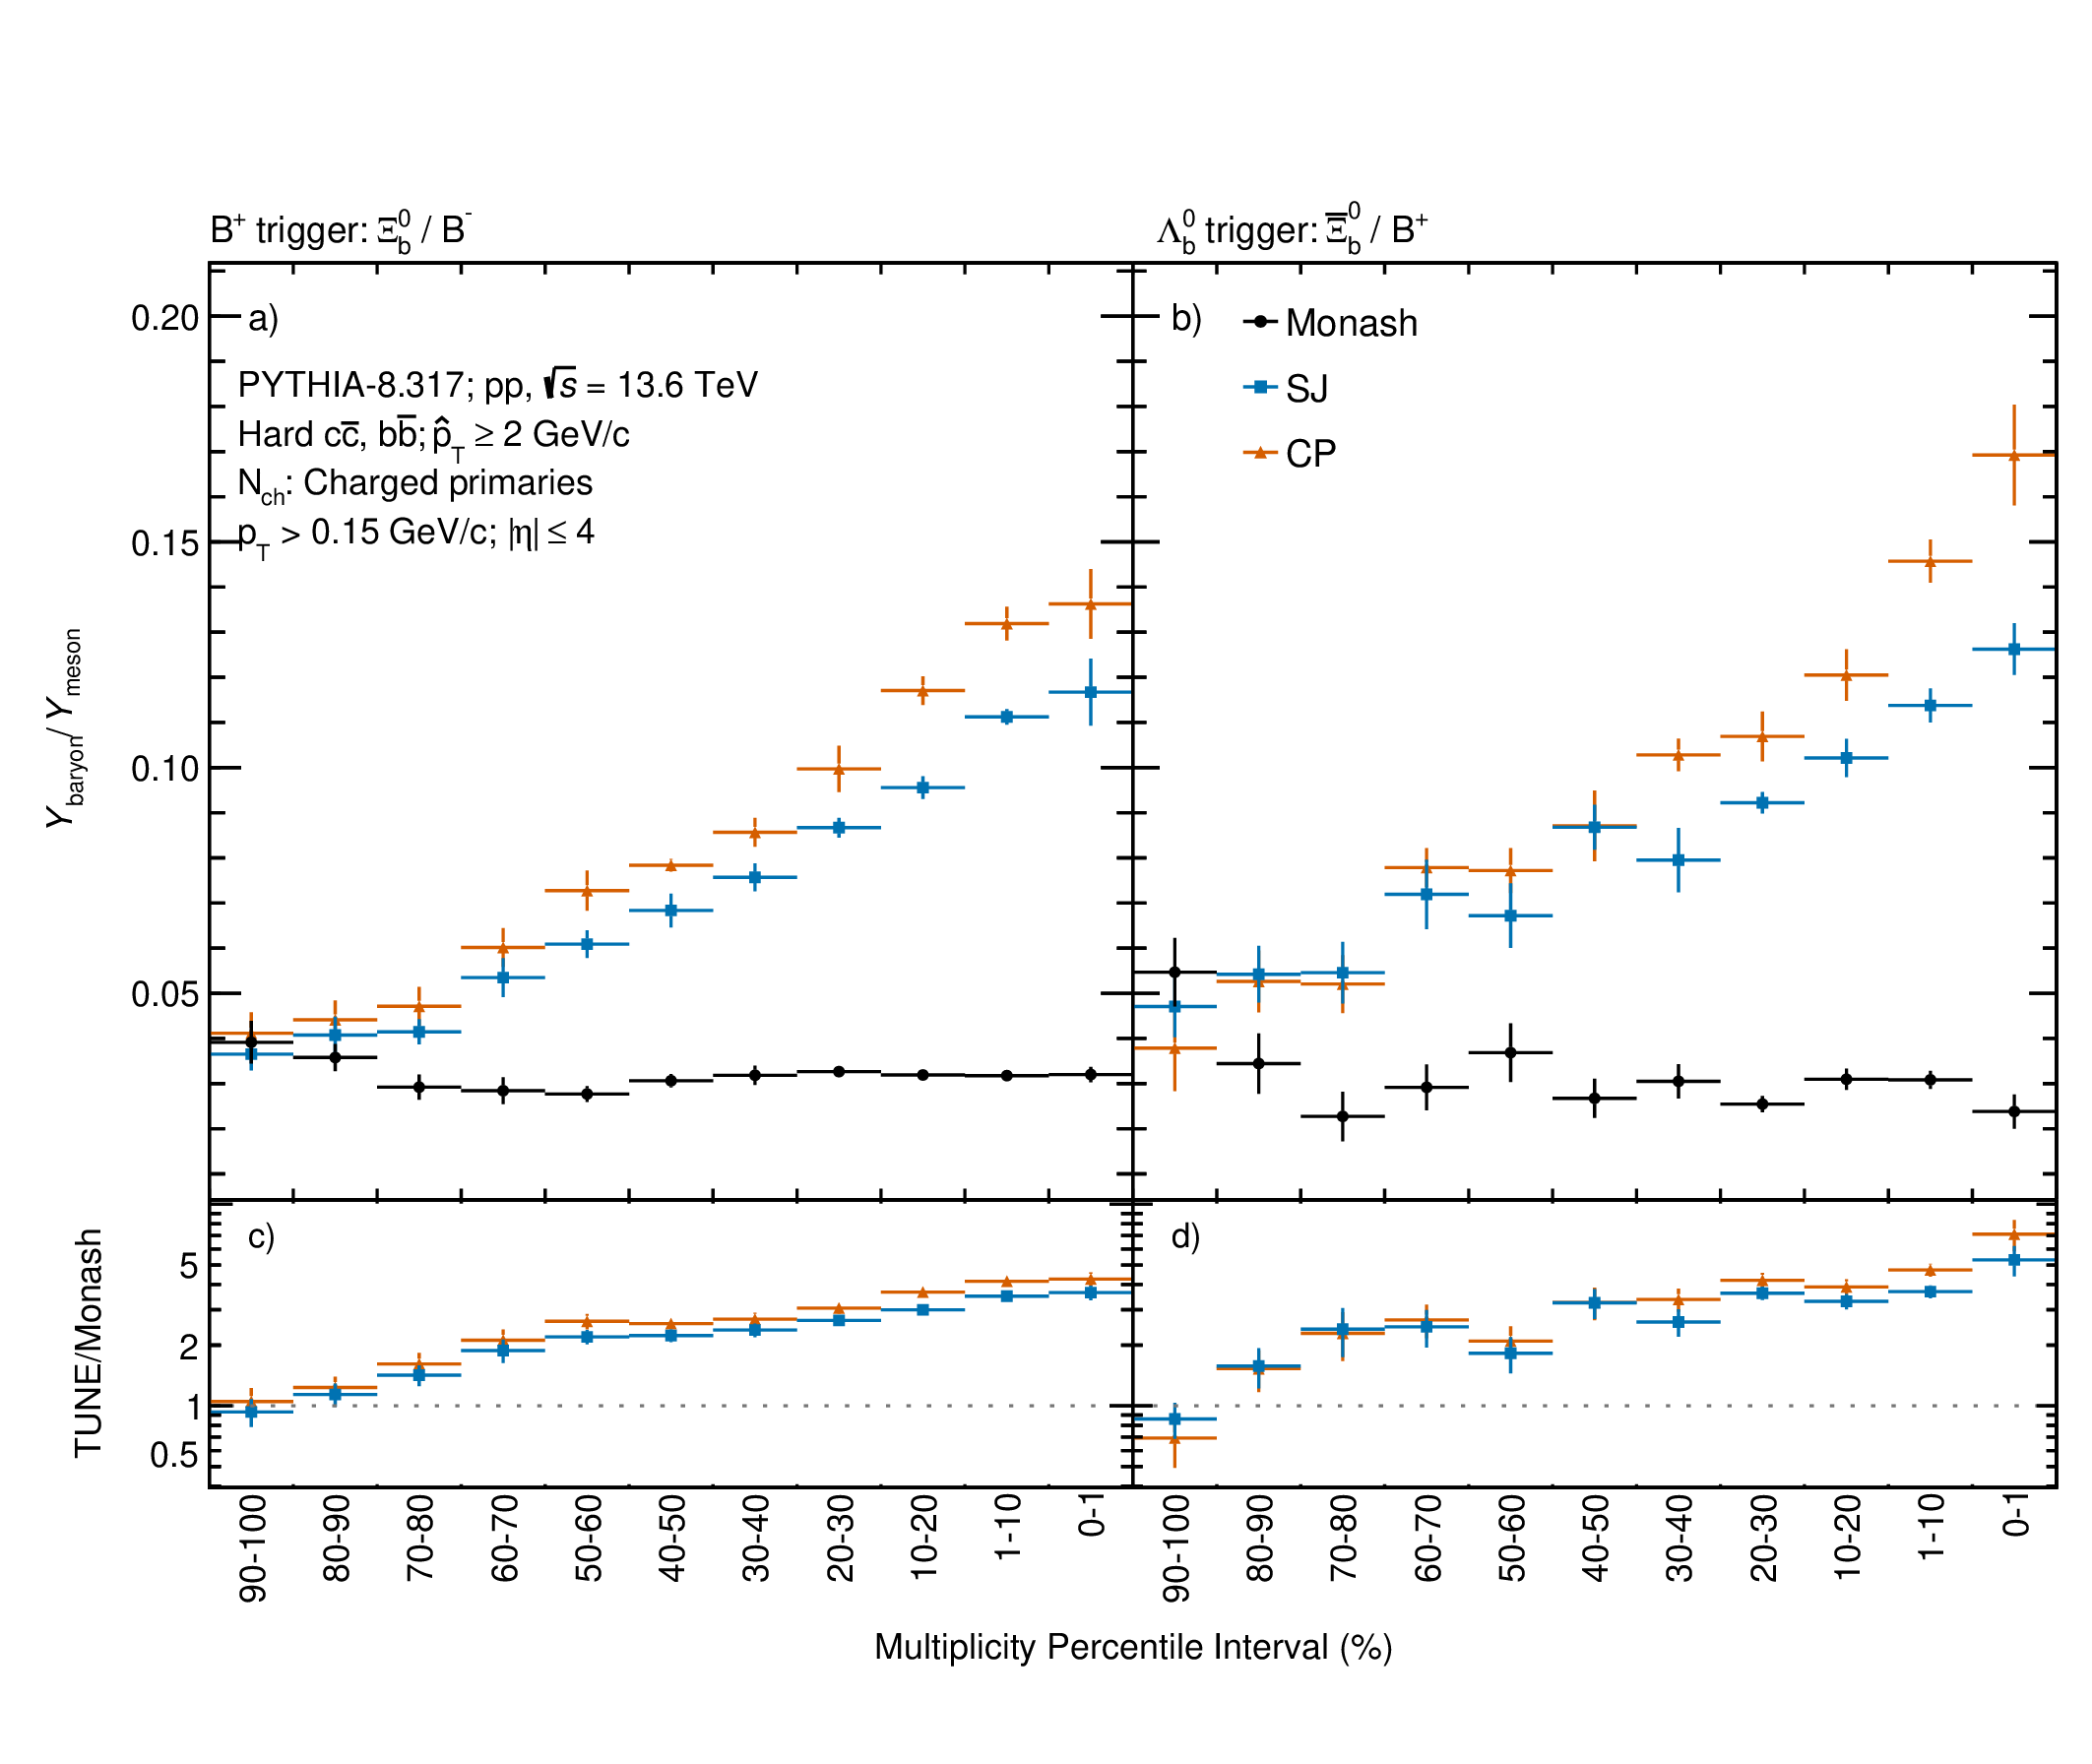 B⁺ trigger: Ξ_b⁰ / B⁻
Λ_b⁰ trigger: Ξ̅_b⁰ / B⁺
a)
PYTHIA-8.317; pp, √s = 13.6 TeV
Hard cc̅, bb̅; p̂_T ≥ 2 GeV/c
N_ch: Charged primaries
p_T > 0.15 GeV/c; |η| ≤ 4
b)
Monash
SJ
CP
0.20
0.15
0.10
0.05
Y_baryon / Y_meson
c)
d)
5
2
1
0.5
TUNE/Monash
90-100
80-90
70-80
60-70
50-60
40-50
30-40
20-30
10-20
1-10
0-1
90-100
80-90
70-80
60-70
50-60
40-50
30-40
20-30
10-20
1-10
0-1
Multiplicity Percentile Interval (%)